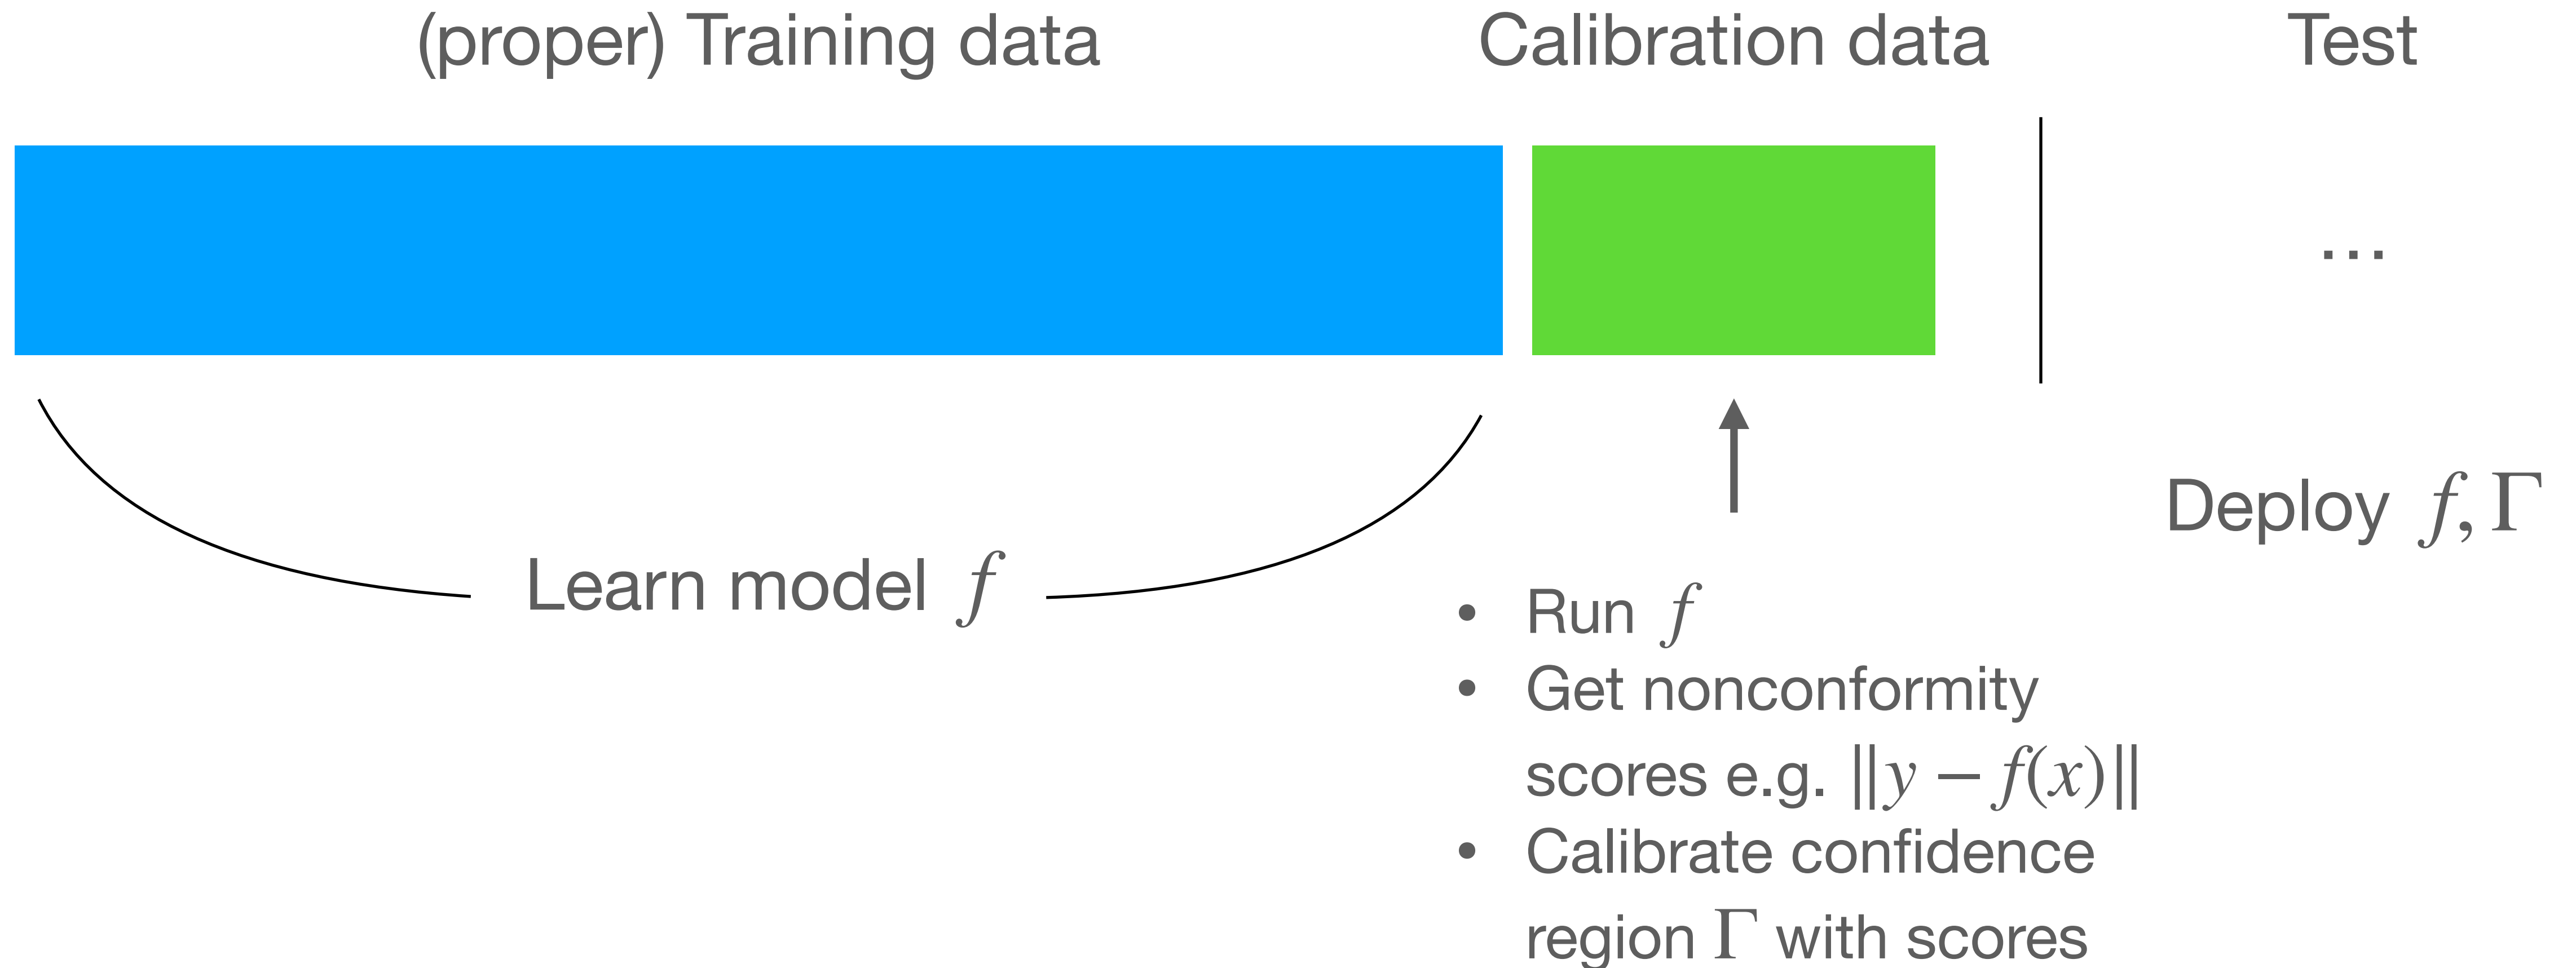 (proper) Training data
Calibration data
Test
...
Learn model f
Deploy f, Γ
• Run f
• Get nonconformity
scores e.g. ||y − f(x)||
• Calibrate confidence
region Γ with scores